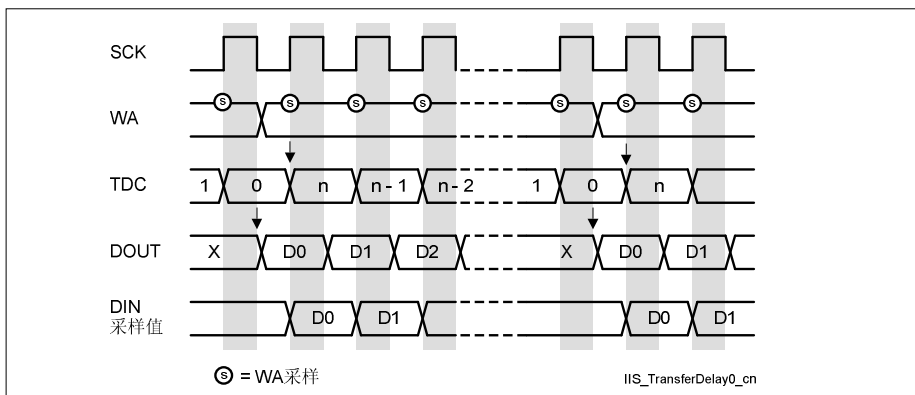 SCK
S S S S S S S
WA
TDC 1 0 n n-1 n-2 1 0 n
DOUT X D0 D1 D2 X D0 D1
DIN D0 D1 D0 D1
采样值
S = WA采样
IIS_TransferDelay0_cn